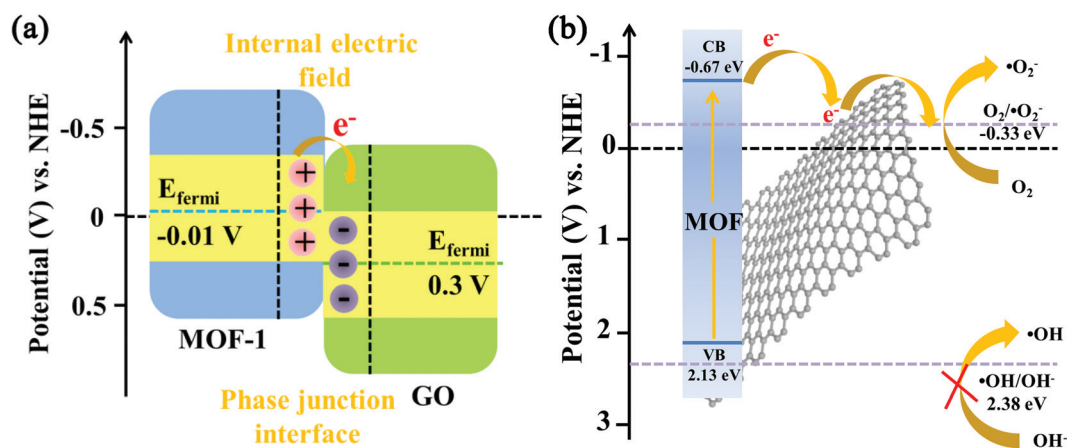 (a)
Potential (V) vs. NHE
-0.5
0
0.5
Internal electric
field
e-
E fermi
-0.01 V
+
+
+
-
-
-
E fermi
0.3 V
MOF-1
GO
Phase junction
interface
(b)
Potential (V) vs. NHE
-1
0
1
2
3
CB
-0.67 eV
MOF
VB
2.13 eV
e-
e-
•O2-
O2/•O2-
-0.33 eV
O2
•OH
•OH/OH-
2.38 eV
OH-